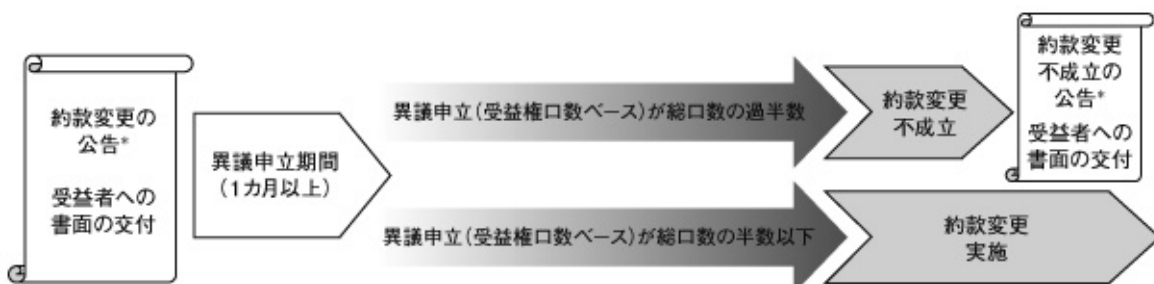 約款変更の
公告*
受益者への
書面の交付
異議申立期間
(1カ月以上)
異議申立(受益権口数ベース)が総口数の過半数
約款変更
不成立
約款変更
不成立の
公告*
受益者への
書面の交付
異議申立(受益権口数ベース)が総口数の半数以下
約款変更
実施